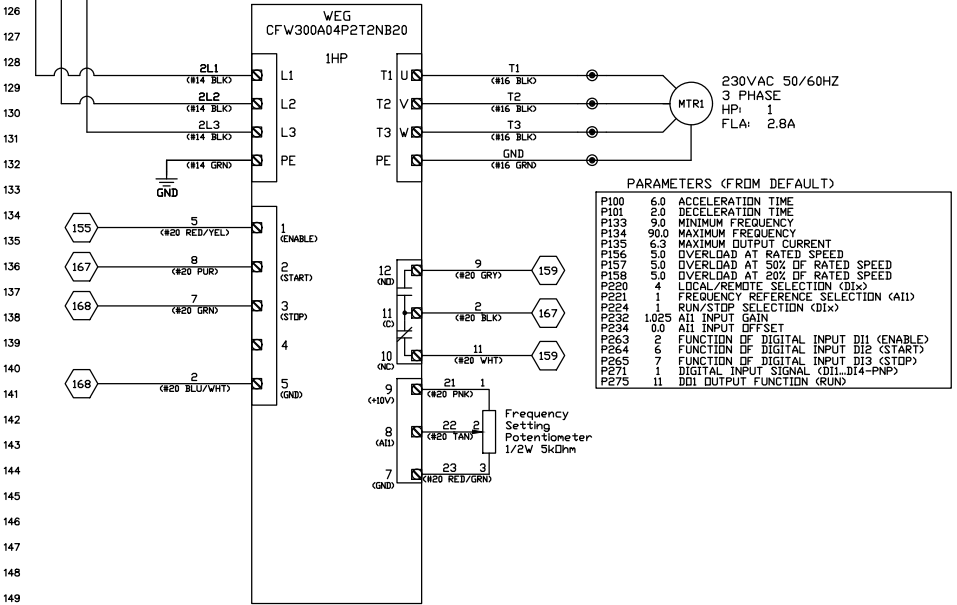 126
127
128
129
130
131
132
133
134
135
136
137
138
139
140
141
142
143
144
145
146
147
148
149
WEG
CFW300A04P2T2NB20
1HP
2L1
(#14 BLK)
L1
2L2
(#14 BLK)
L2
2L3
(#14 BLK)
L3
(#14 GRN)
PE
GND
T1 U
T1
(#16 BLK)
T2 V
T2
(#16 BLK)
T3 W
T3
(#16 BLK)
PE
GND
(#16 GRN)
MTR1
230VAC 50/60HZ
3 PHASE
HP: 1
FLA: 2.8A
155
5
(#20 RED/YEL)
1
(ENABLE)
167
8
(#20 PUR)
2
(START)
168
7
(#20 GRN)
3
(STOP)
4
168
2
(#20 BLU/WHT)
5
(GND)
12
(NO)
9
(#20 GRY)
159
11
(C)
2
(#20 BLK)
167
10
(NC)
11
(#20 WHT)
159
9
(+10V)
21 1
(#20 PNK)
8
(AI1)
22 2
(#20 TAN)
7
(GND)
23 3
(#20 RED/GRN)
Frequency
Setting
Potentiometer
1/2W 5kOhm
PARAMETERS (FROM DEFAULT)
P100 6.0 ACCELERATION TIME
P101 2.0 DECELERATION TIME
P133 9.0 MINIMUM FREQUENCY
P134 90.0 MAXIMUM FREQUENCY
P135 6.3 MAXIMUM OUTPUT CURRENT
P156 5.0 OVERLOAD AT RATED SPEED
P157 5.0 OVERLOAD AT 50% OF RATED SPEED
P158 5.0 OVERLOAD AT 20% OF RATED SPEED
P220 4 LOCAL/REMOTE SELECTION (DIx)
P221 1 FREQUENCY REFERENCE SELECTION (AI1)
P224 1 RUN/STOP SELECTION (DIx)
P232 1.025 AI1 INPUT GAIN
P234 0.0 AI1 INPUT OFFSET
P263 2 FUNCTION OF DIGITAL INPUT DI1 (ENABLE)
P264 6 FUNCTION OF DIGITAL INPUT DI2 (START)
P265 7 FUNCTION OF DIGITAL INPUT DI3 (STOP)
P271 1 DIGITAL INPUT SIGNAL (DI1...DI4-PNP)
P275 11 DO1 OUTPUT FUNCTION (RUN)